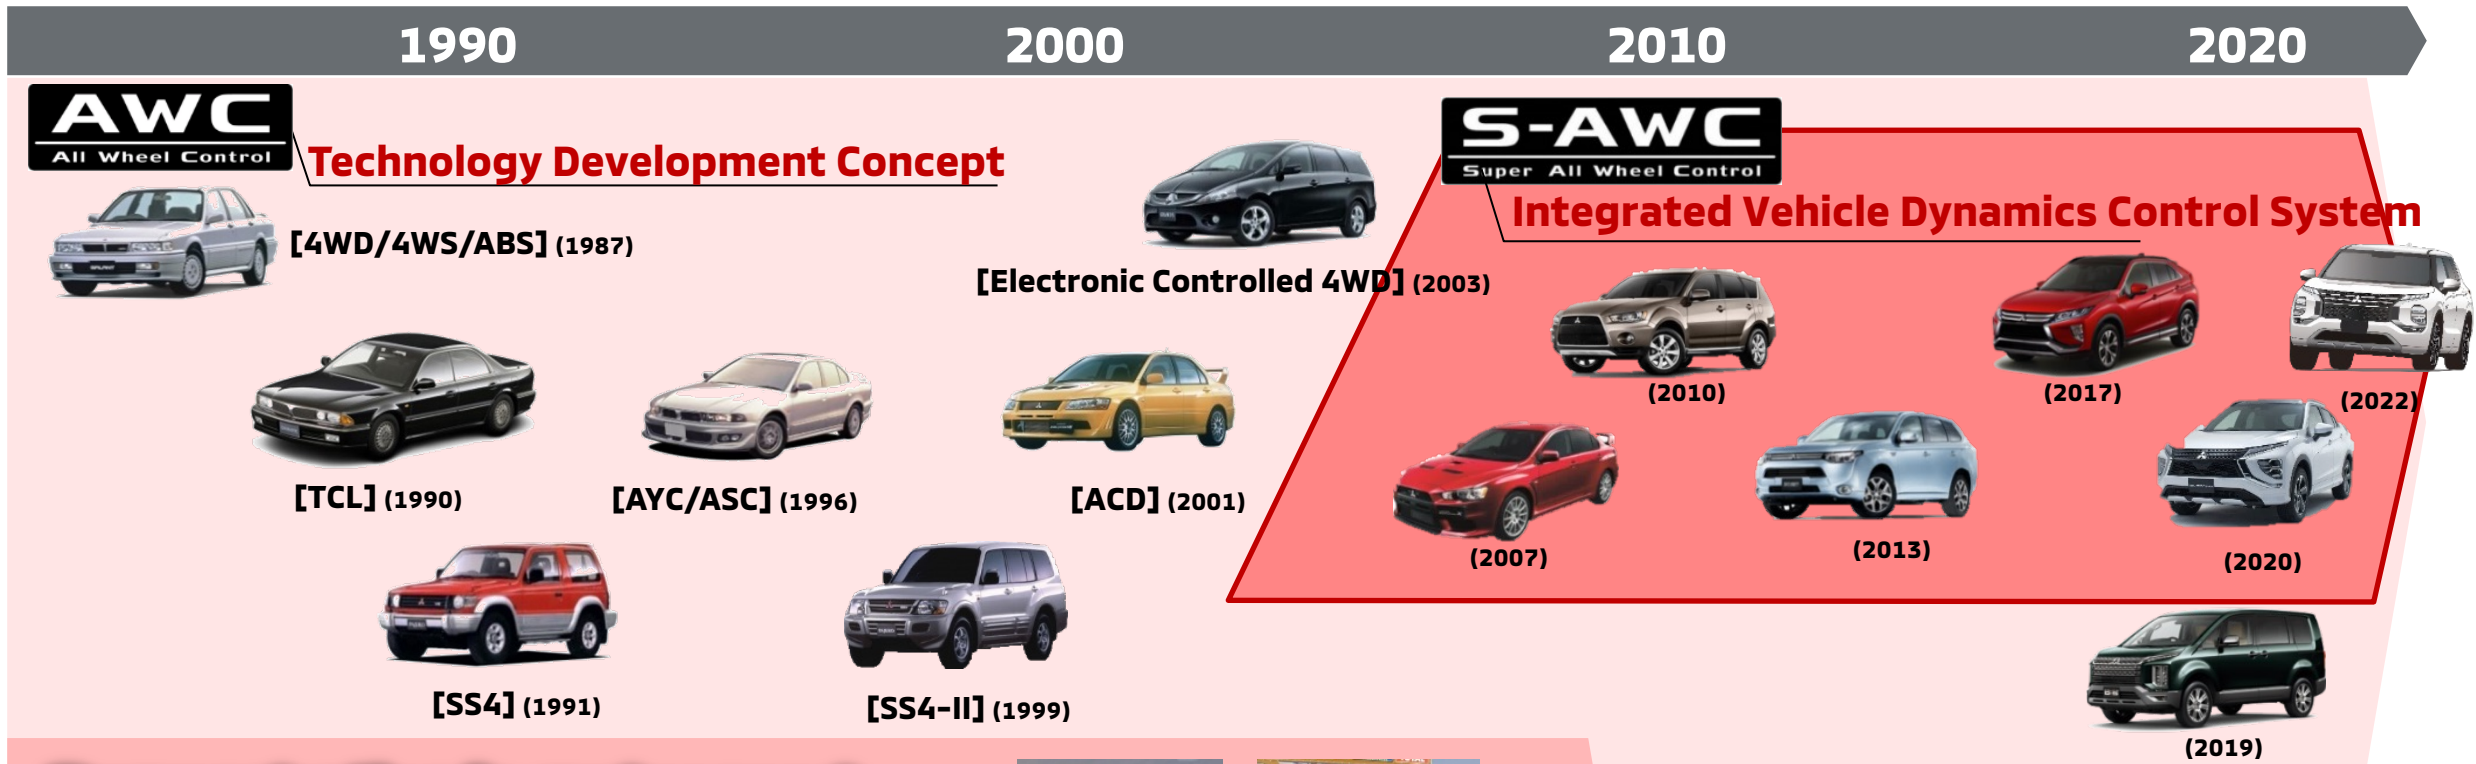 1990 2000 2010 2020
AWC
All Wheel Control
Technology Development Concept
S-AWC
Super All Wheel Control
Integrated Vehicle Dynamics Control System
[4WD/4WS/ABS] (1987)
[Electronic Controlled 4WD] (2003)
(2010)
(2017)
(2022)
[TCL] (1990)
[AYC/ASC] (1996)
[ACD] (2001)
(2007)
(2013)
(2020)
[SS4] (1991)
[SS4-II] (1999)
(2019)